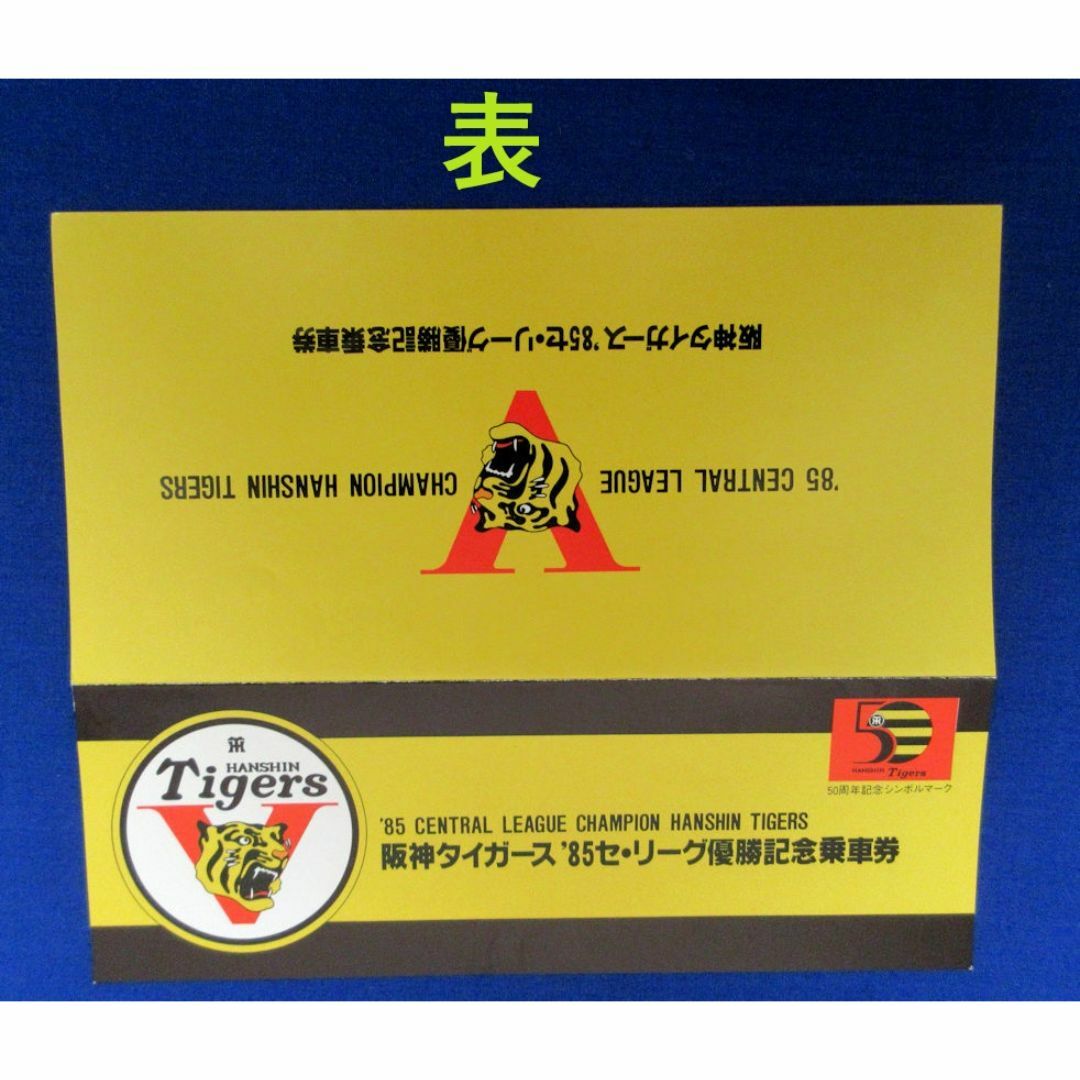 表
阪神タイガース '85セ・リーグ優勝記念乗車券
'85 CENTRAL LEAGUE CHAMPION HANSHIN TIGERS
HANSHIN
Tigers
50
HANSHIN Tigers
50周年記念シンボルマーク
'85 CENTRAL LEAGUE CHAMPION HANSHIN TIGERS
阪神タイガース '85セ・リーグ優勝記念乗車券